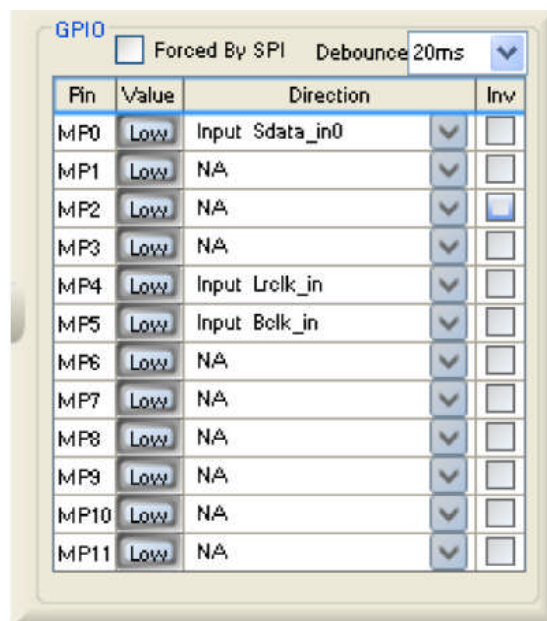 GPIO
Forced By SPI Debounce 20ms
Pin Value Direction Inv
MP0 Low Input Sdata_in0
MP1 Low NA
MP2 Low NA
MP3 Low NA
MP4 Low Input Lrclk_in
MP5 Low Input Bclk_in
MP6 Low NA
MP7 Low NA
MP8 Low NA
MP9 Low NA
MP10 Low NA
MP11 Low NA